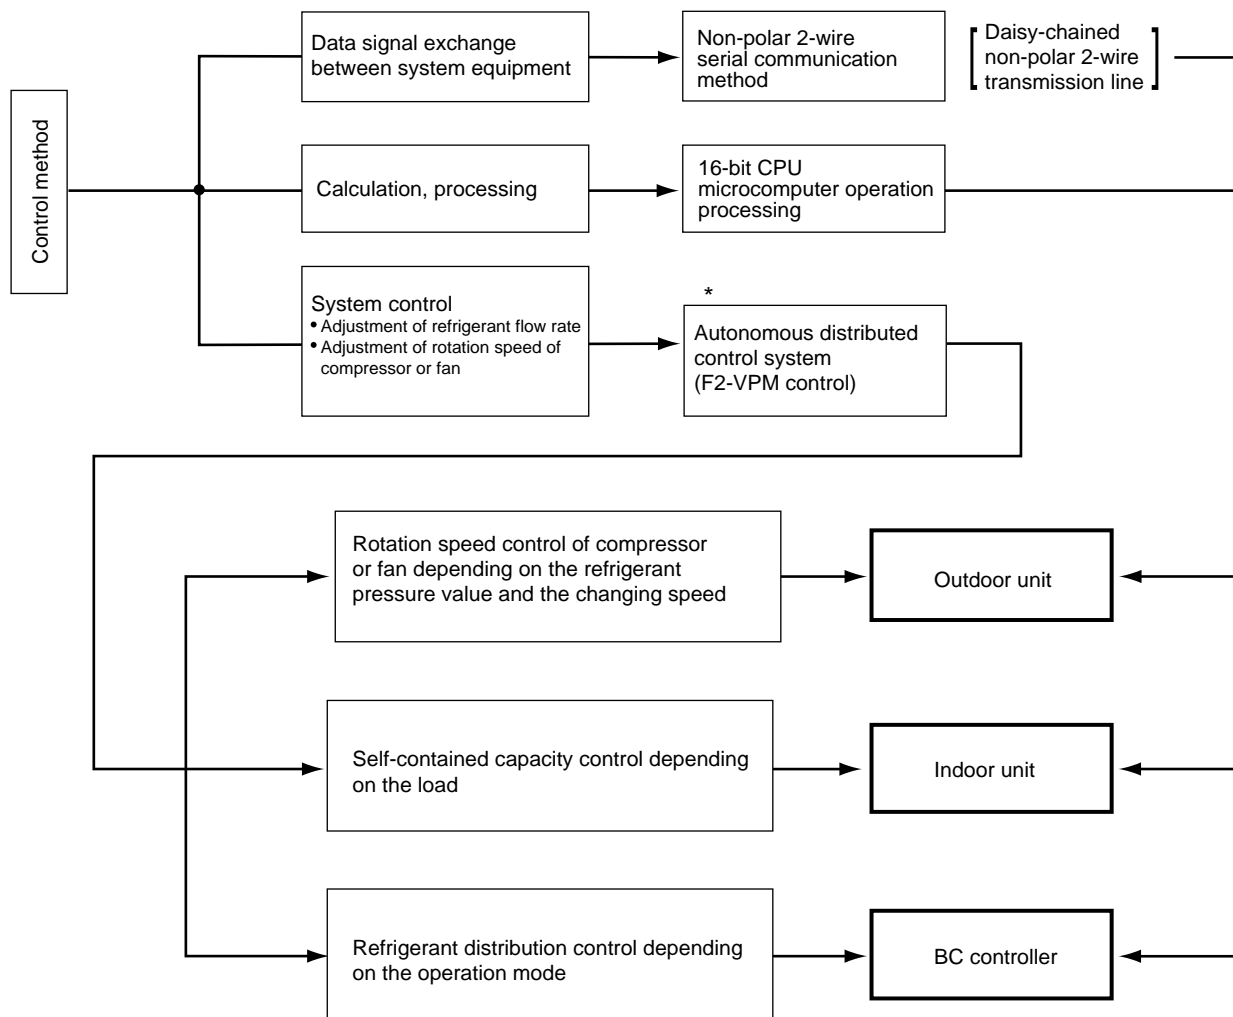 Control method
Data signal exchange
between system equipment
Non-polar 2-wire
serial communication
method
Daisy-chained
non-polar 2-wire
transmission line
Calculation, processing
16-bit CPU
microcomputer operation
processing
System control
• Adjustment of refrigerant flow rate
• Adjustment of rotation speed of
compressor or fan
*
Autonomous distributed
control system
(F2-VPM control)
Rotation speed control of compressor
or fan depending on the refrigerant
pressure value and the changing speed
Outdoor unit
Self-contained capacity control depending
on the load
Indoor unit
Refrigerant distribution control depending
on the operation mode
BC controller